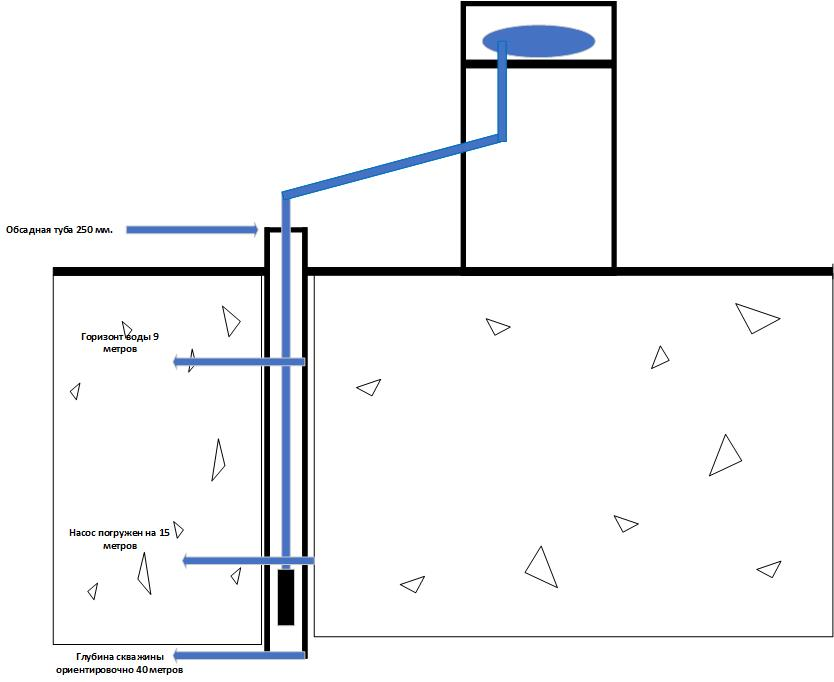 Обсадная туба 250 мм.
Горизонт воды 9
метров
Насос погружен на 15
метров
Глубина скважины
ориентировочно 40 метров